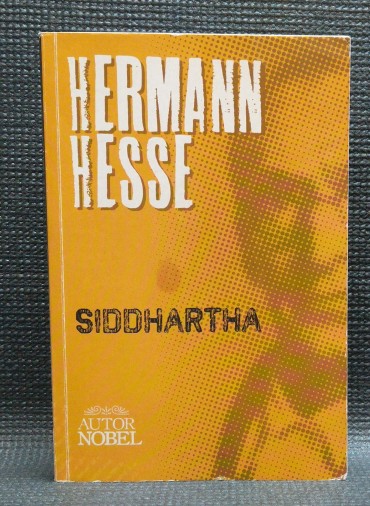 HERMANN
HESSE
SIDDHARTHA
AUTOR
NOBEL